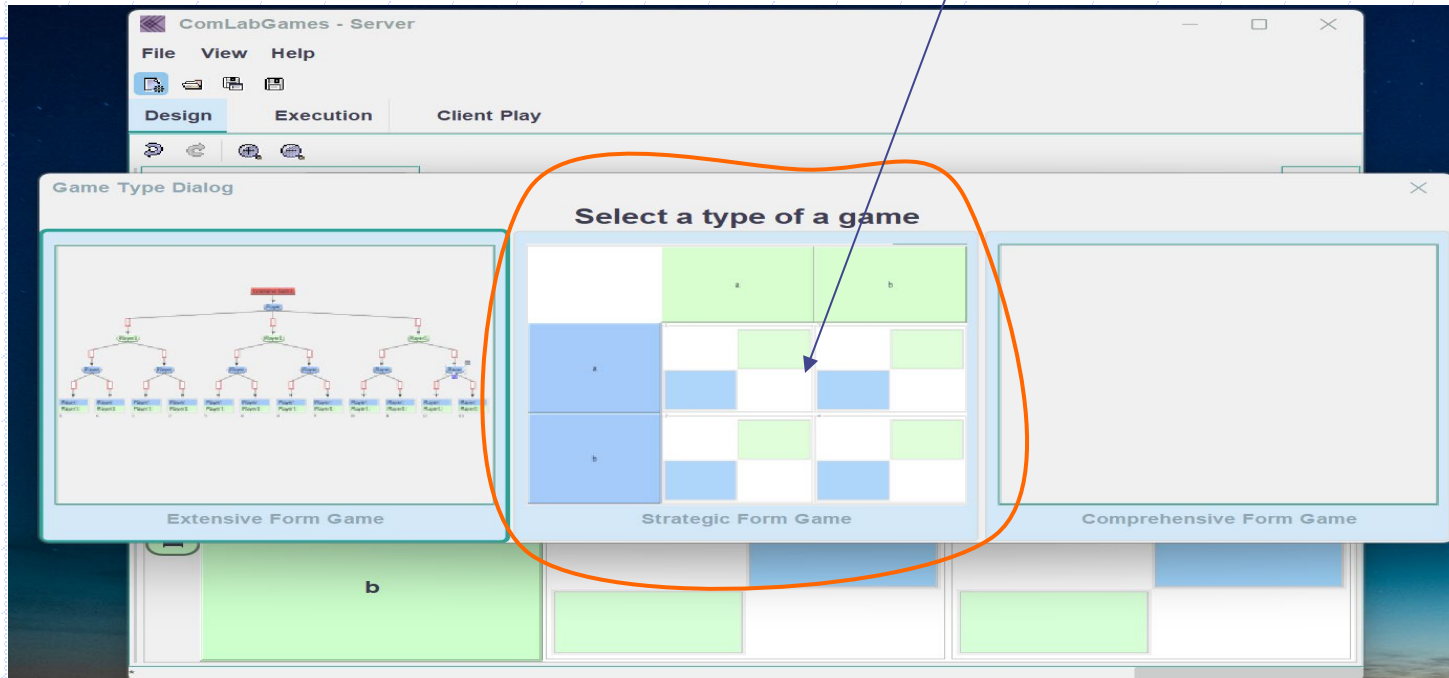 ComLabGames - Server
File View Help
Design Execution Client Play
Game Type Dialog
Select a type of a game
a b
a
b
Extensive Form Game
Strategic Form Game
Comprehensive Form Game
b